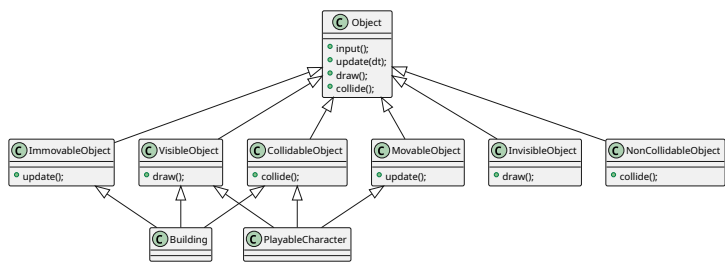 C Object
input();
update(dt);
draw();
collide();
C ImmovableObject
update();
C VisibleObject
draw();
C CollidableObject
collide();
C MovableObject
update();
C InvisibleObject
draw();
C NonCollidableObject
collide();
C Building
C PlayableCharacter